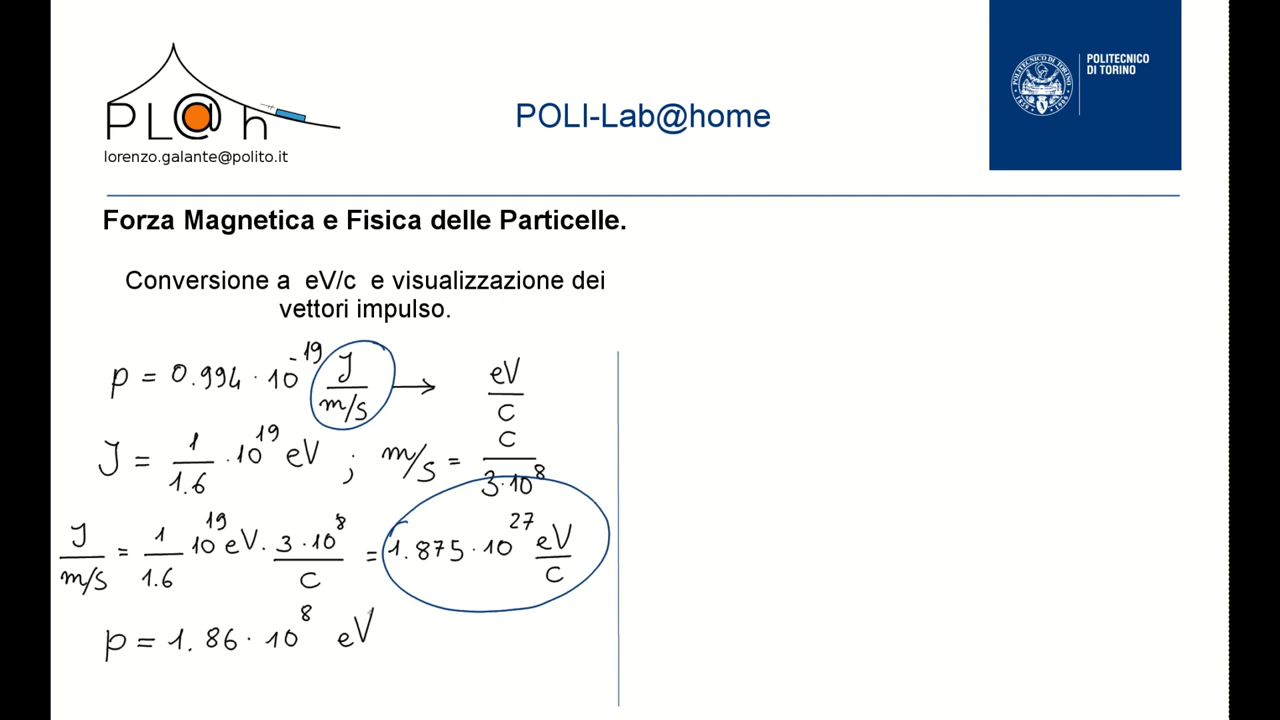 PL@h
lorenzo.galante@polito.it
POLI-Lab@home
POLITECNICO
DI TORINO
Forza Magnetica e Fisica delle Particelle.
Conversione a eV/c e visualizzazione dei
vettori impulso.
p = 0.994 · 10^-19 J/(m/s) → eV/c
J = 1/1.6 · 10^19 eV ; m/s = c/(3·10^8)
J/(m/s) = 1/1.6 10^19 eV · (3·10^8)/c = 1.875 · 10^27 eV/c
p = 1.86 · 10^8 eV